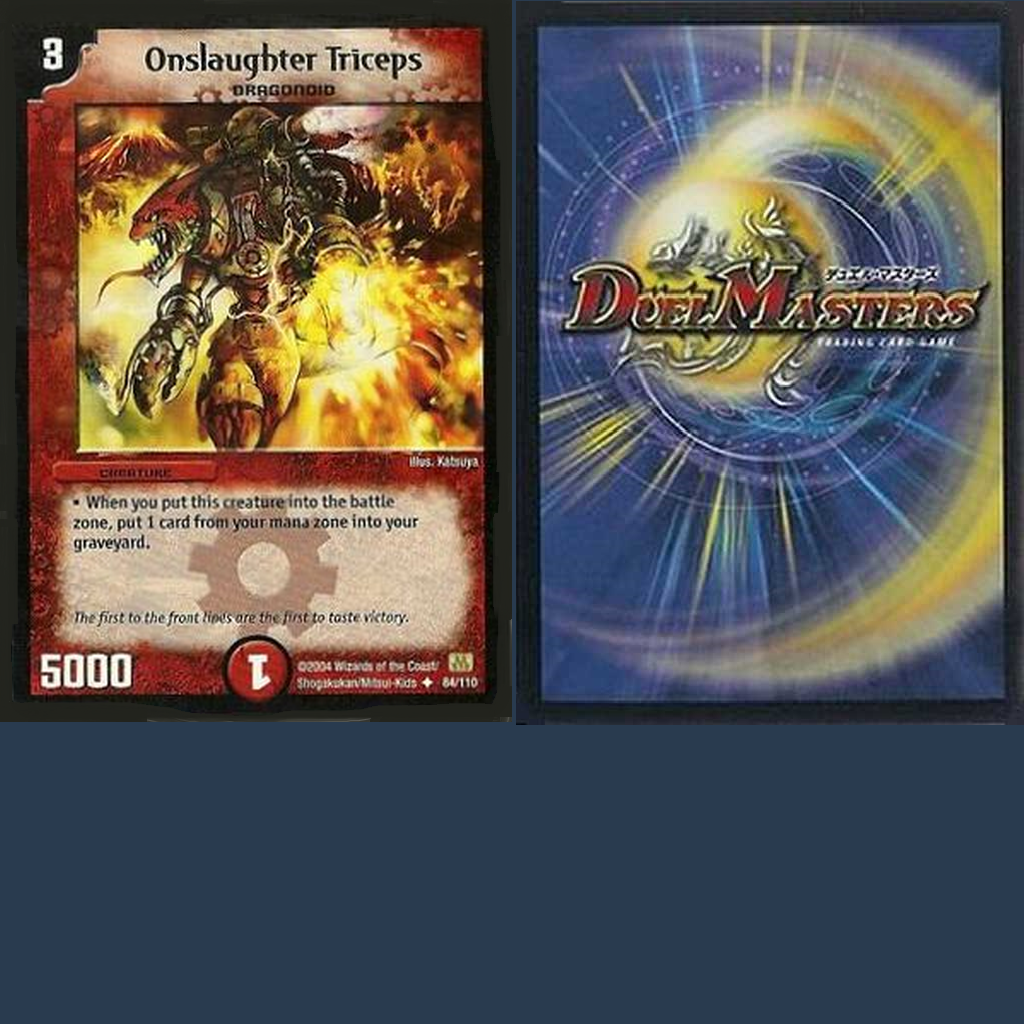 3
Onslaughter Triceps
DRAGONOID
Illus. Katsuya
CREATURE
▪ When you put this creature into the battle
zone, put 1 card from your mana zone into your
graveyard.
The first to the front lines are the first to taste victory.
5000
1
©2004 Wizards of the Coast/
Shogakukan/Mitsui-Kids ✦ 84/110
デュエル・マスターズ
DUEL MASTERS
TRADING CARD GAME